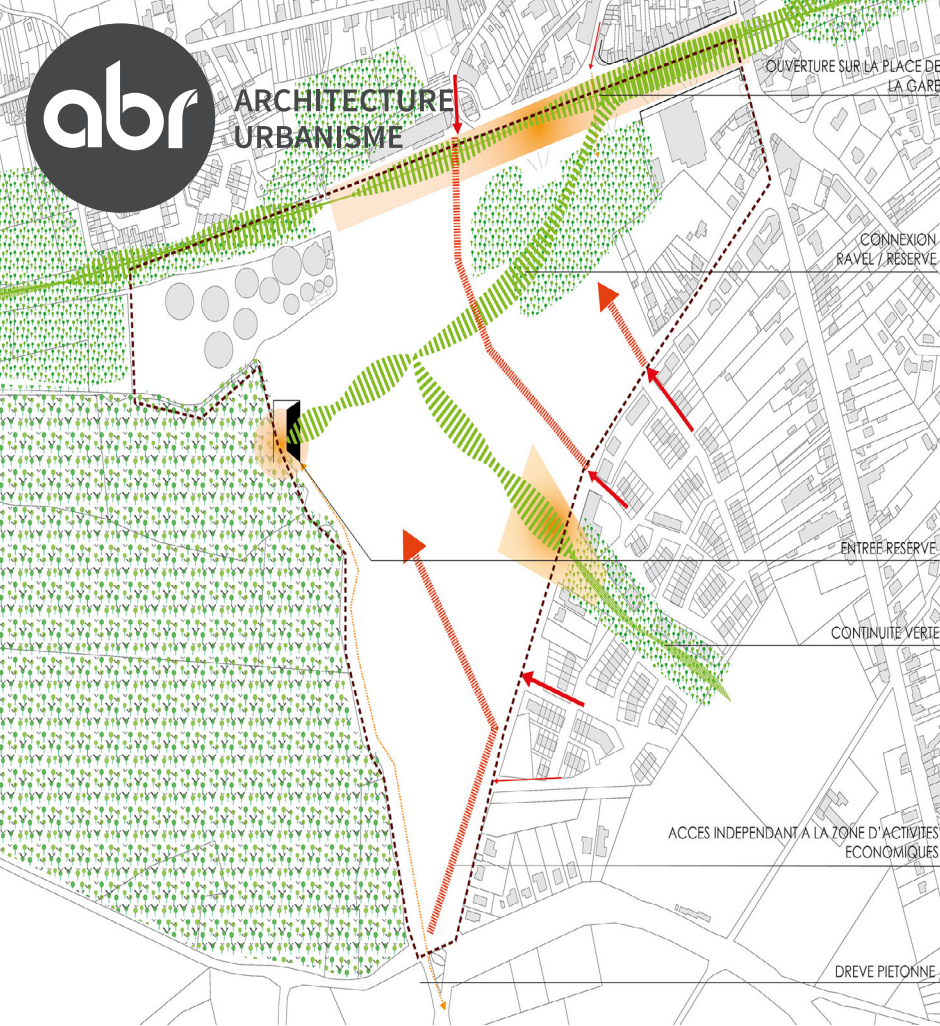 abr
ARCHITECTURE
URBANISME
OUVERTURE SUR LA PLACE DE
LA GARE
CONNEXION
RAVEL / RESERVE
ENTREE RESERVE
CONTINUITE VERTE
ACCES INDEPENDANT A LA ZONE D'ACTIVITES
ECONOMIQUES
DREVE PIETONNE